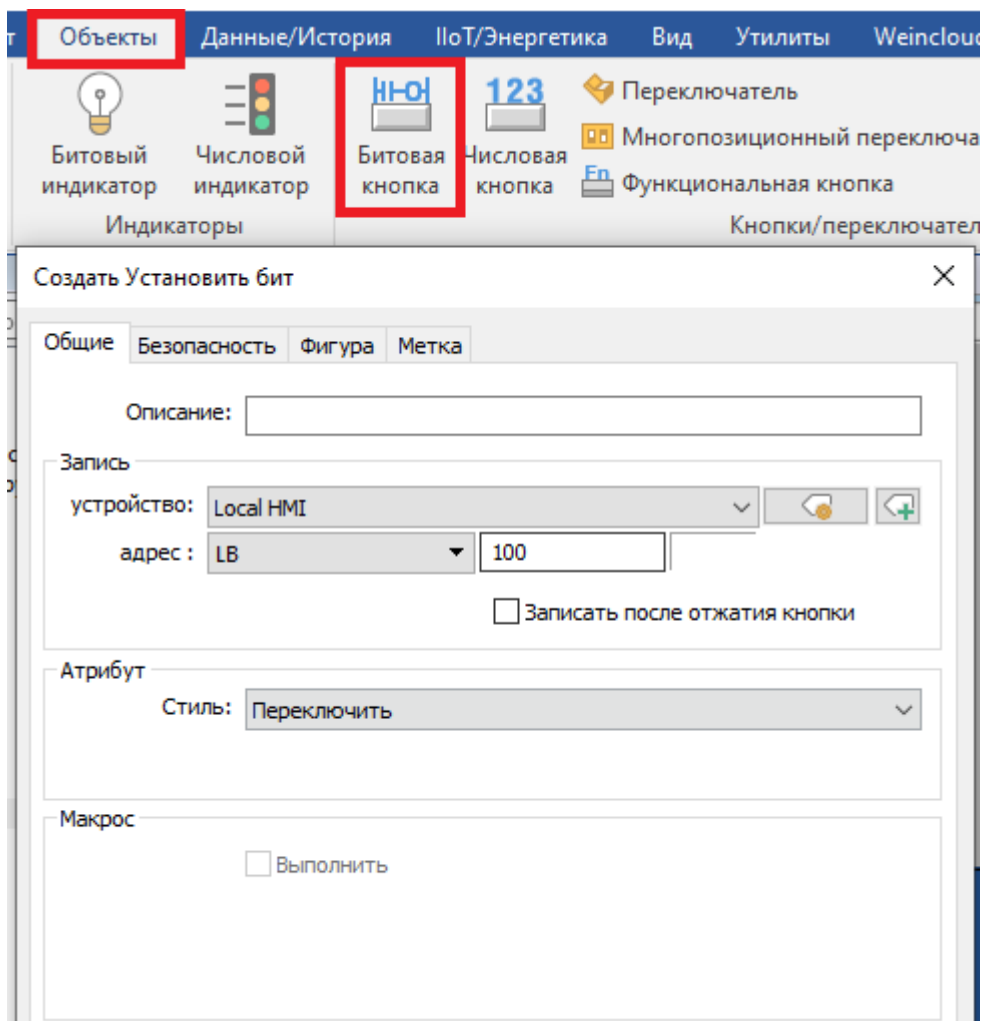 т Объекты Данные/История IIoT/Энергетика Вид Утилиты Weincloud
123 Переключатель
Битовый индикатор Числовой индикатор Битовая кнопка Числовая кнопка
Многопозиционный переключа
Fn Функциональная кнопка
Индикаторы Кнопки/переключател
Создать Установить бит
Общие Безопасность Фигура Метка
Описание:
Запись
устройство: Local HMI
адрес : LB 100
Записать после отжатия кнопки
Атрибут
Стиль: Переключить
Макрос
Выполнить